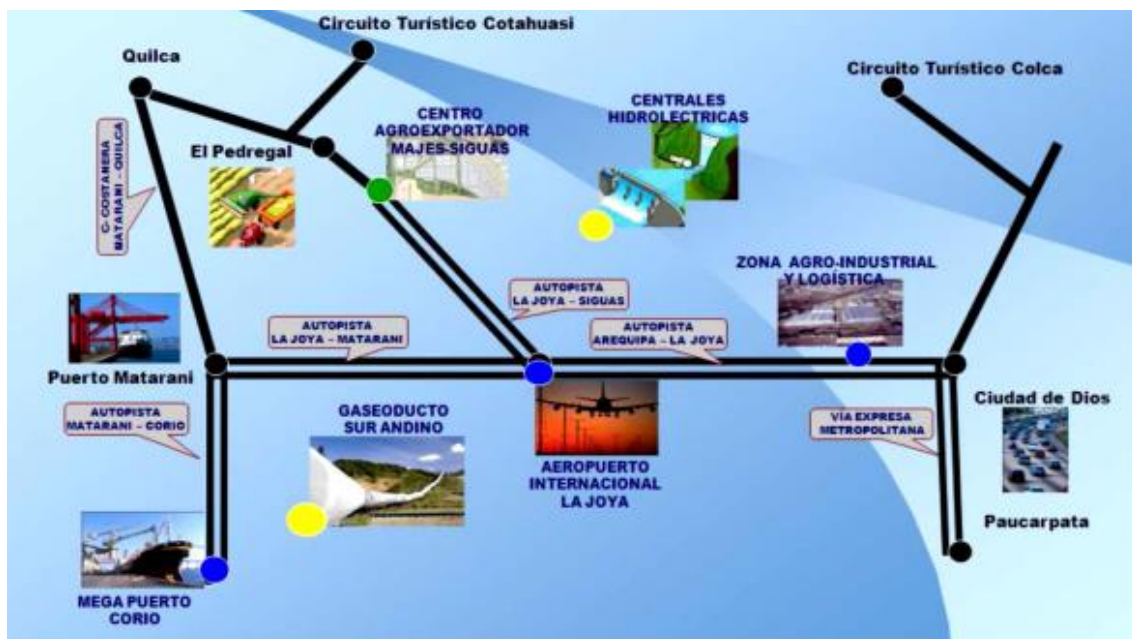 Circuito Turístico Cotahuasi
Quilca
Circuito Turístico Colca
CENTRO
AGROEXPORTADOR
MAJES-SIGUAS
CENTRALES
HIDROLECTRICAS
El Pedregal
C- COSTANERA
MATARANI - QUILCA
ZONA AGRO-INDUSTRIAL
Y LOGÍSTICA
AUTOPISTA
LA JOYA – SIGUAS
AUTOPISTA
LA JOYA – MATARANI
AUTOPISTA
AREQUIPA – LA JOYA
Puerto Matarani
Ciudad de Dios
AUTOPISTA
MATARANI – CORIO
GASEODUCTO
SUR ANDINO
VÍA EXPRESA
METROPOLITANA
AEROPUERTO
INTERNACIONAL
LA JOYA
Paucarpata
MEGA PUERTO
CORIO